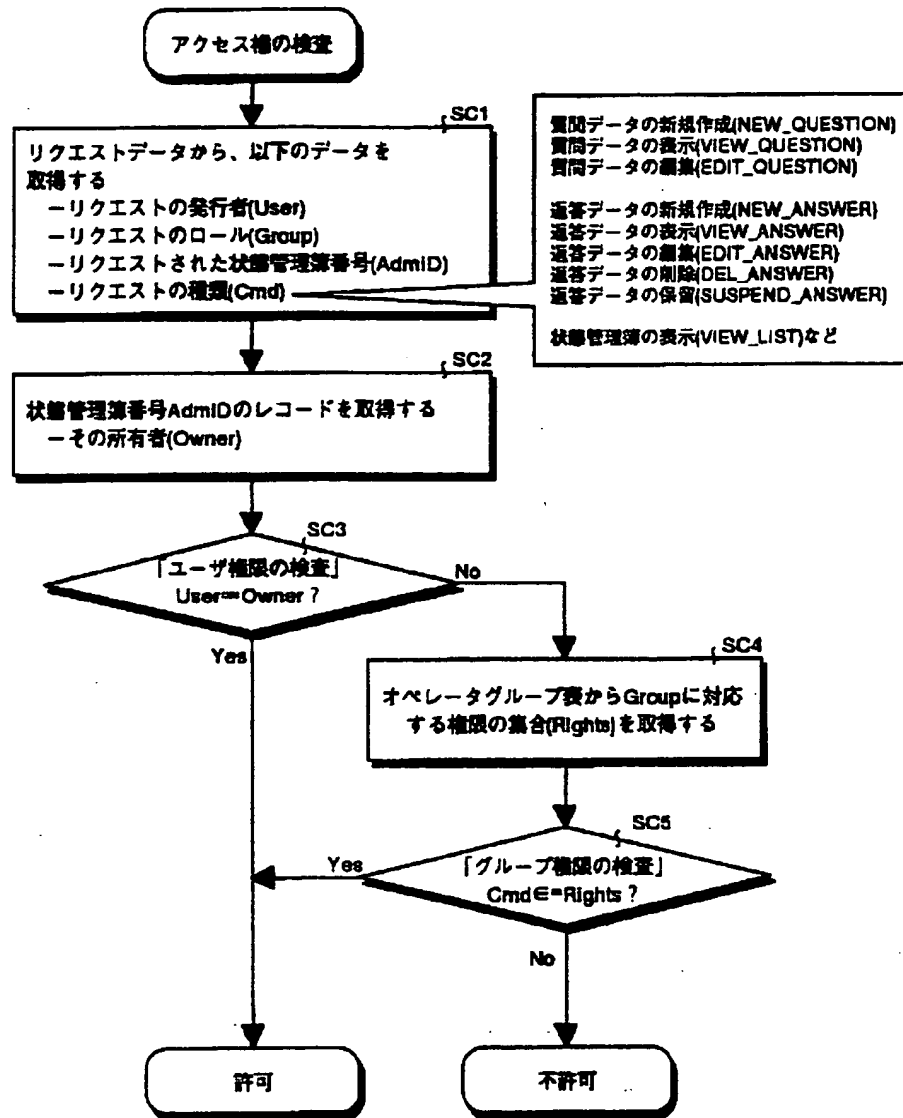 アクセス権の検査
SC1
リクエストデータから、以下のデータを
取得する
ーリクエストの発行者(User)
ーリクエストのロール(Group)
ーリクエストされた状態管理簿番号(AdmiD)
ーリクエストの種類(Cmd)
質問データの新規作成(NEW_QUESTION)
質問データの表示(VIEW_QUESTION)
質問データの編集(EDIT_QUESTION)
返答データの新規作成(NEW_ANSWER)
返答データの表示(VIEW_ANSWER)
返答データの編集(EDIT_ANSWER)
返答データの削除(DEL_ANSWER)
返答データの保留(SUSPEND_ANSWER)
状態管理簿の表示(VIEW_LIST)など
SC2
状態管理簿番号AdmiDのレコードを取得する
ーその所有者(Owner)
SC3
「ユーザ権限の検査」
User==Owner ?
No
Yes
SC4
オペレータグループ表からGroupに対応
する権限の集合(Rights)を取得する
SC5
「グループ権限の検査」
Cmd∈=Rights ?
Yes
No
許可
不許可